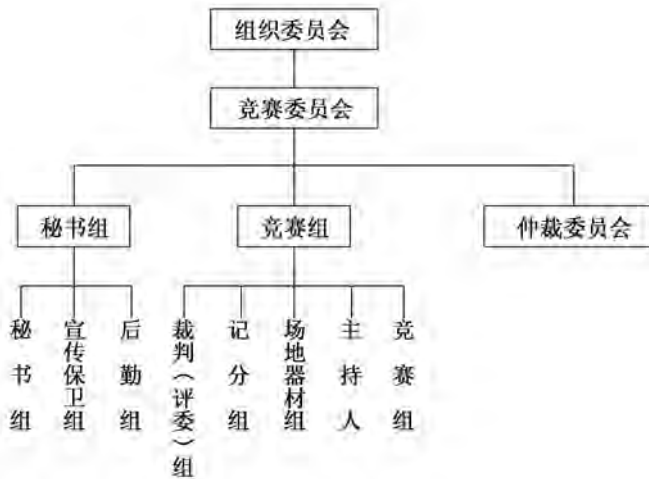 组织委员会
竞赛委员会
秘书组
竞赛组
仲裁委员会
秘书组
宣传保卫组
后勤组
裁判（评委）组
记分组
场地器材组
主持人
竞赛组